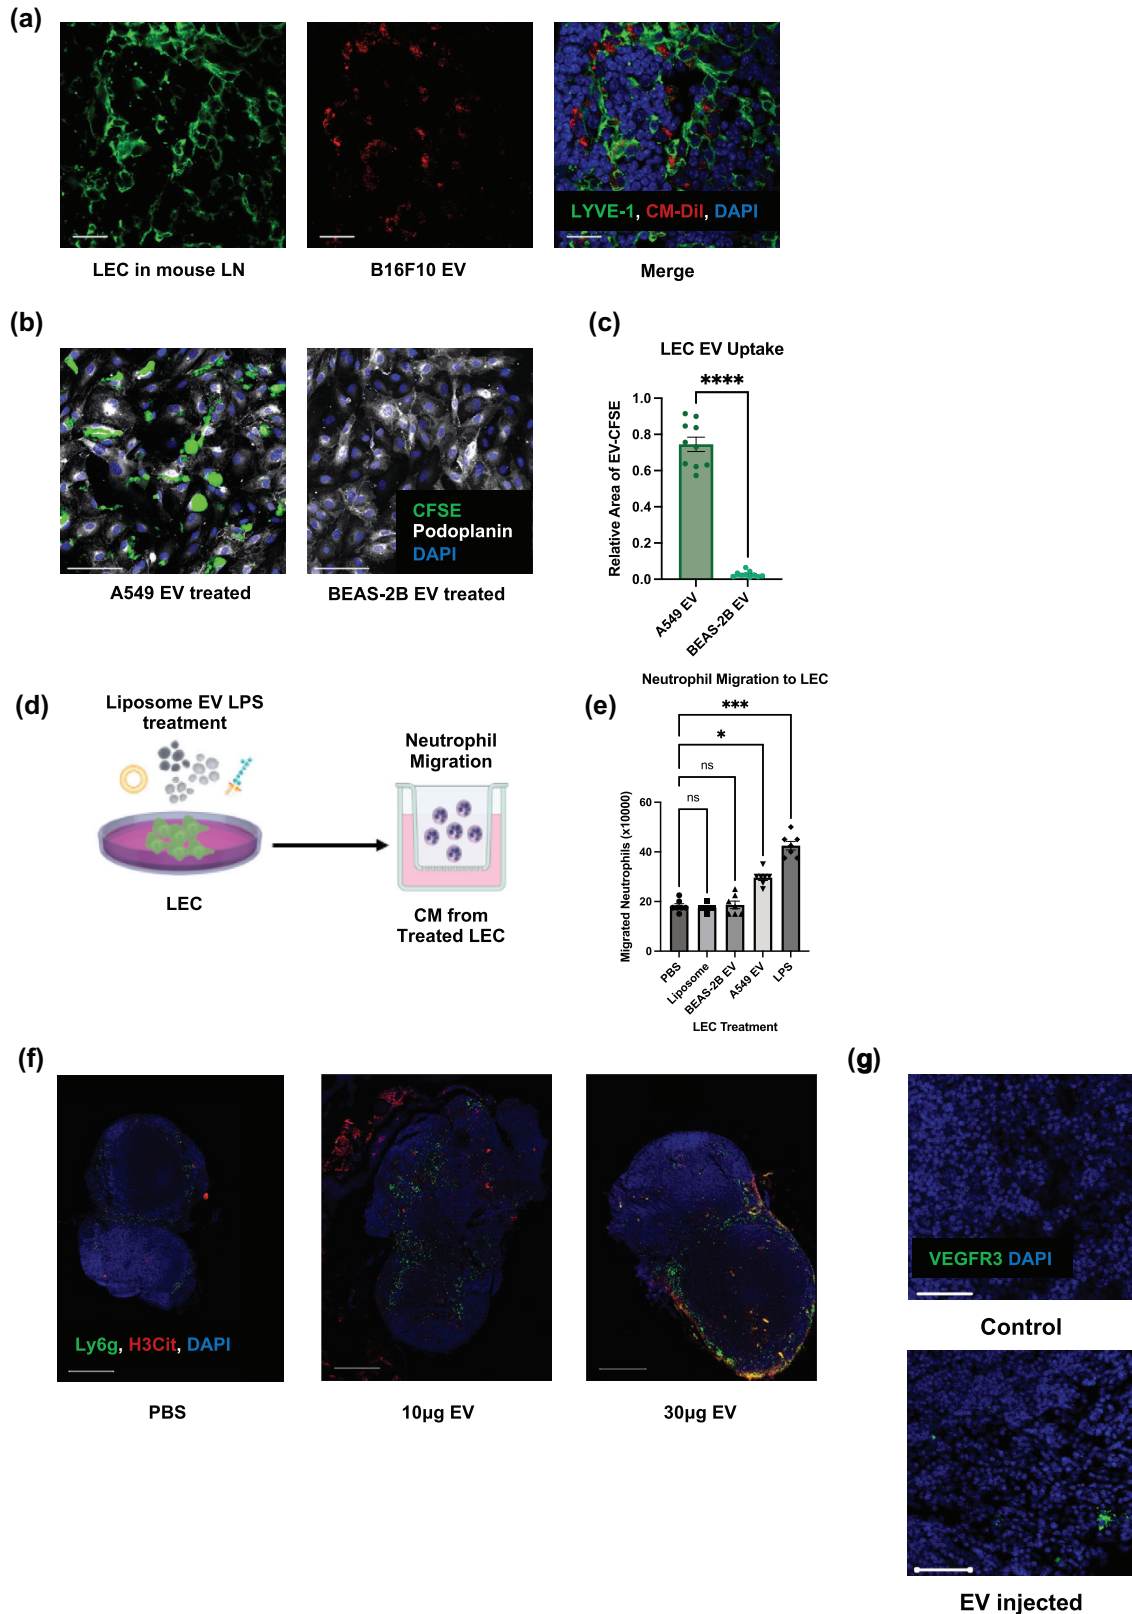 (a)
LYVE-1, CM-Dil, DAPI
LEC in mouse LN
B16F10 EV
Merge
(b)
CFSE
Podoplanin
DAPI
A549 EV treated
BEAS-2B EV treated
(c)
LEC EV Uptake
****
Relative Area of EV-CFSE
1.0
0.8
0.6
0.4
0.2
0.0
A549 EV
BEAS-2B EV
(d)
Liposome EV LPS
treatment
LEC
Neutrophil
Migration
CM from
Treated LEC
(e)
Neutrophil Migration to LEC
***
*
ns
ns
Migrated Neutrophils (x10000)
60
40
20
0
PBS
Liposome
BEAS-2B EV
A549 EV
LPS
LEC Treatment
(f)
Ly6g, H3Cit, DAPI
PBS
10µg EV
30µg EV
(g)
VEGFR3 DAPI
Control
EV injected